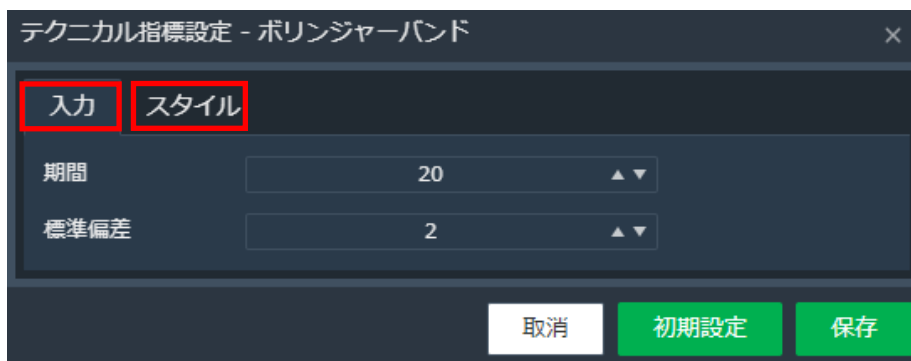 テクニカル指標設定 - ボリンジャーバンド ×
入力 スタイル
期間 20 ▲▼
標準偏差 2 ▲▼
取消 初期設定 保存